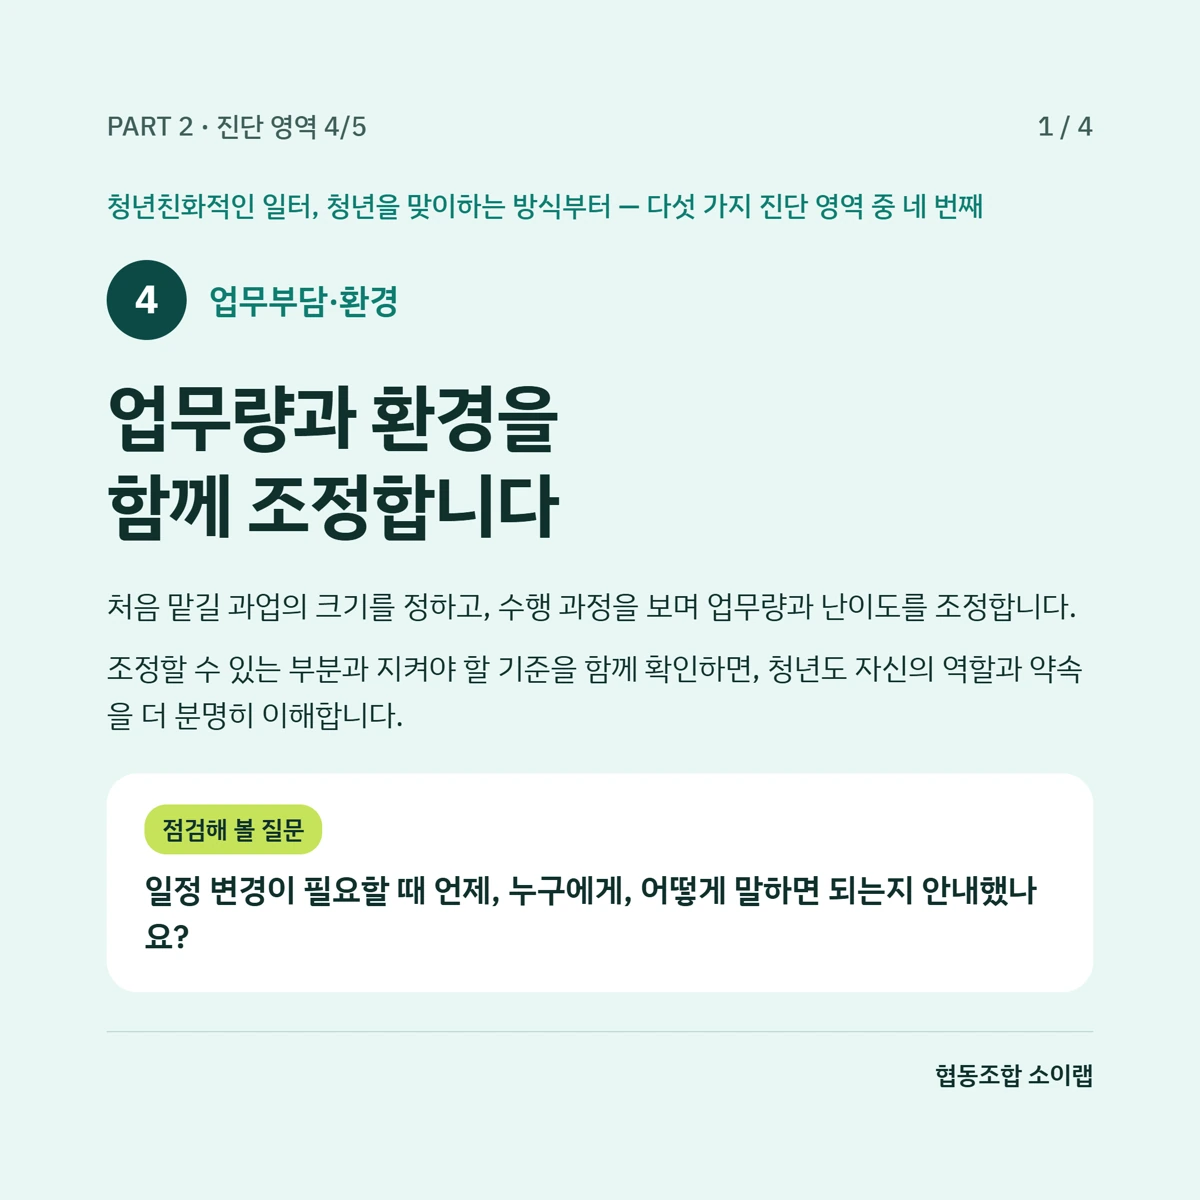 PART 2 · 진단 영역 4/5
1 / 4
청년친화적인 일터, 청년을 맞이하는 방식부터 — 다섯 가지 진단 영역 중 네 번째
4
업무부담·환경
업무량과 환경을
함께 조정합니다
처음 맡길 과업의 크기를 정하고, 수행 과정을 보며 업무량과 난이도를 조정합니다.
조정할 수 있는 부분과 지켜야 할 기준을 함께 확인하면, 청년도 자신의 역할과 약속
을 더 분명히 이해합니다.
점검해 볼 질문
일정 변경이 필요할 때 언제, 누구에게, 어떻게 말하면 되는지 안내했나
요?
협동조합 소이랩